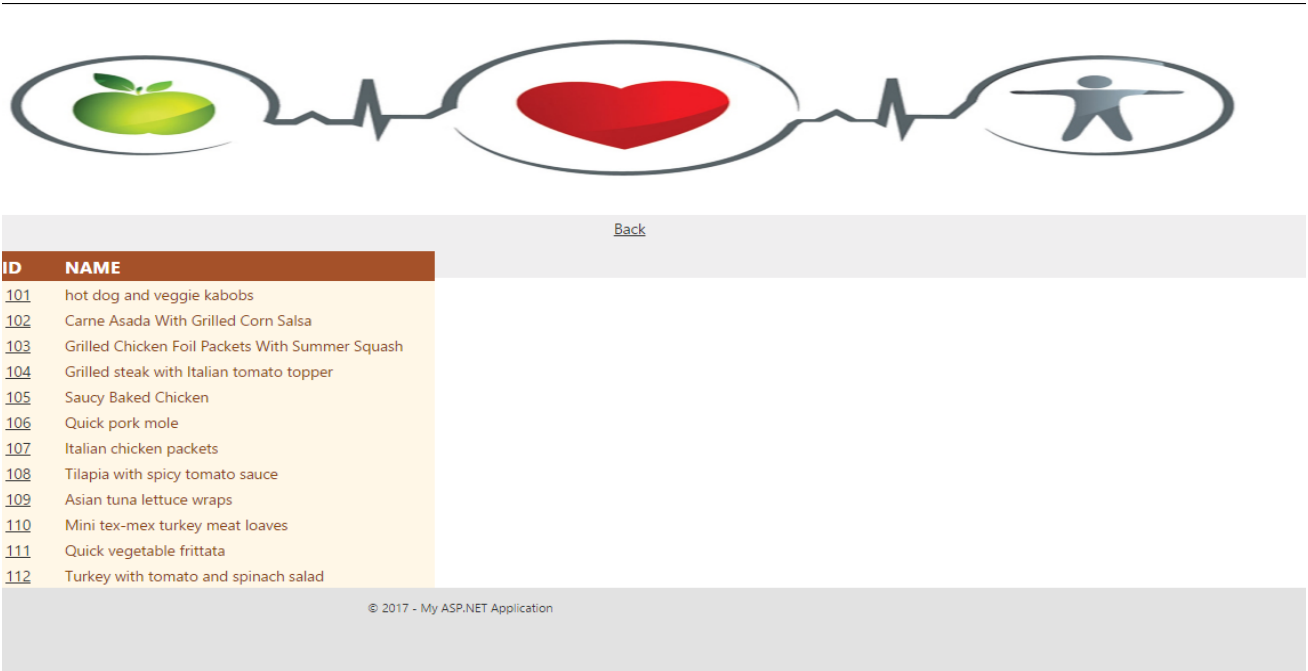 Back
ID NAME
101 hot dog and veggie kabobs
102 Carne Asada With Grilled Corn Salsa
103 Grilled Chicken Foil Packets With Summer Squash
104 Grilled steak with Italian tomato topper
105 Saucy Baked Chicken
106 Quick pork mole
107 Italian chicken packets
108 Tilapia with spicy tomato sauce
109 Asian tuna lettuce wraps
110 Mini tex-mex turkey meat loaves
111 Quick vegetable frittata
112 Turkey with tomato and spinach salad
© 2017 - My ASP.NET Application